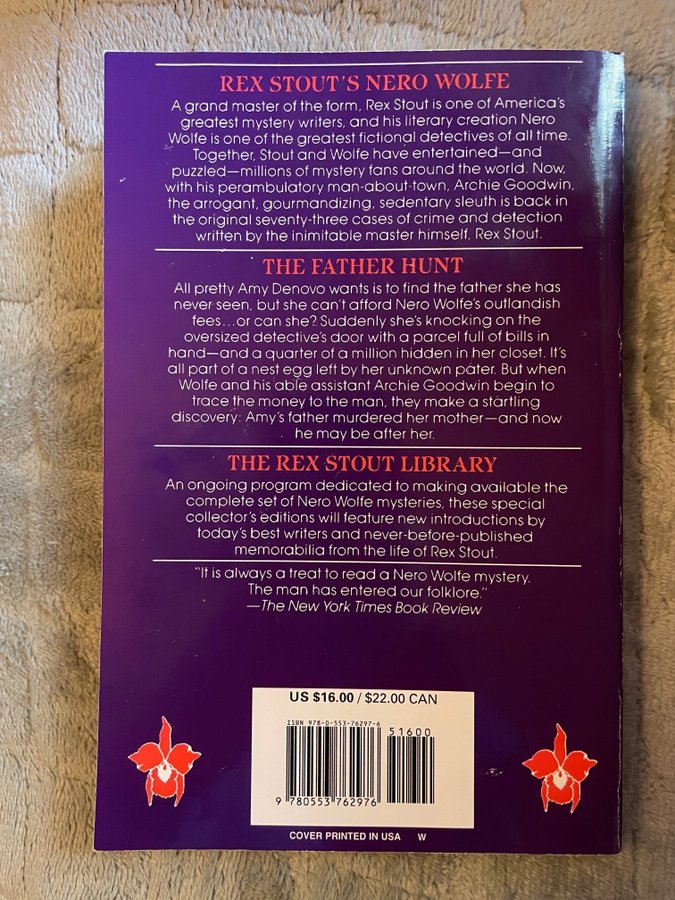 REX STOUT'S NERO WOLFE
A grand master of the form, Rex Stout is one of America's
greatest mystery writers, and his literary creation Nero
Wolfe is one of the greatest fictional detectives of all time.
Together, Stout and Wolfe have entertained—and
puzzled—millions of mystery fans around the world. Now,
with his perambulatory man-about-town, Archie Goodwin,
the arrogant, gourmandizing, sedentary sleuth is back in
the original seventy-three cases of crime and detection
written by the inimitable master himself, Rex Stout.
THE FATHER HUNT
All pretty Amy Denovo wants is to find the father she has
never seen, but she can't afford Nero Wolfe's outlandish
fees...or can she? Suddenly she's knocking on the
oversized detective's door with a parcel full of bills in
hand—and a quarter of a million hidden in her closet. It's
all part of a nest egg left by her unknown pater. But when
Wolfe and his able assistant Archie Goodwin begin to
trace the money to the man, they make a startling
discovery: Amy's father murdered her mother—and now
he may be after her.
THE REX STOUT LIBRARY
An ongoing program dedicated to making available the
complete set of Nero Wolfe mysteries, these special
collector's editions will feature new introductions by
today's best writers and never-before-published
memorabilia from the life of Rex Stout.
"It is always a treat to read a Nero Wolfe mystery.
The man has entered our folklore."
—The New York Times Book Review
US $16.00 / $22.00 CAN
ISBN 978-0-553-76297-6
51600
9 780553 762976
COVER PRINTED IN USA W